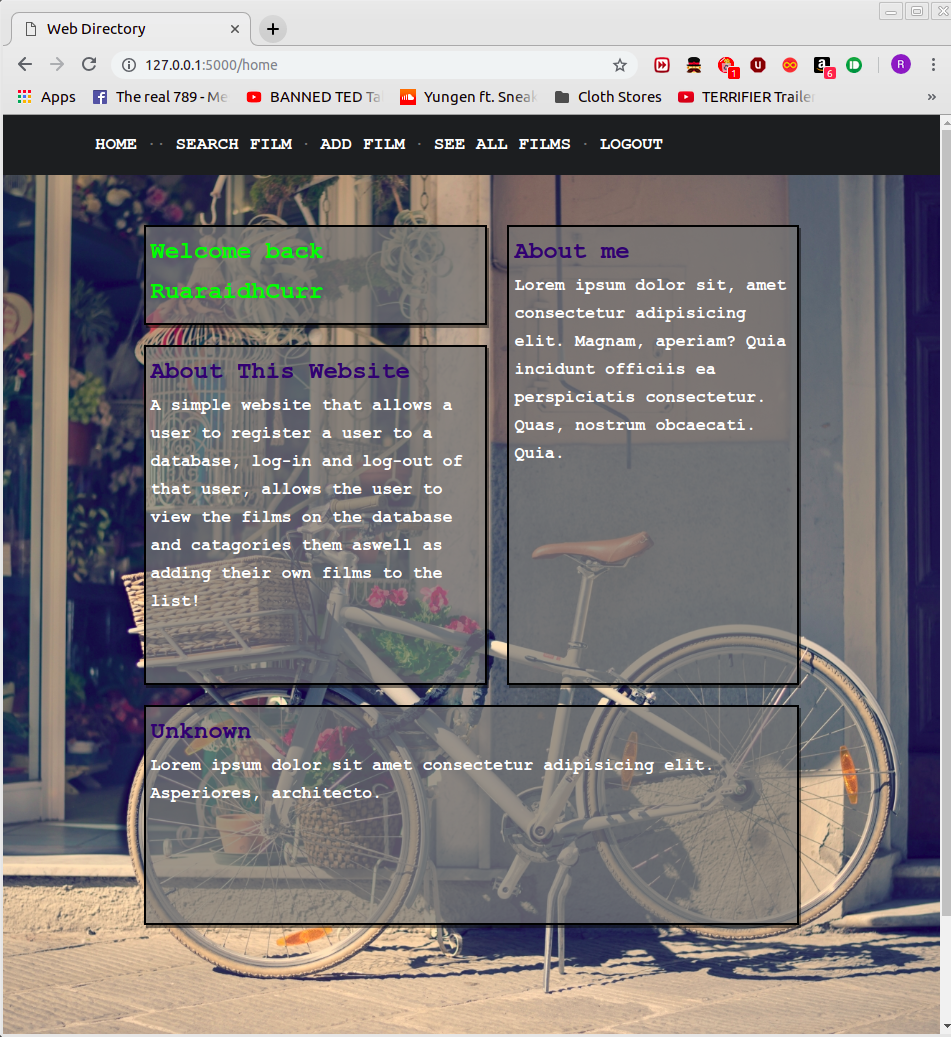 Web Directory
127.0.0.1:5000/home
1
6
R
Apps
The real 789 - Me
BANNED TED Ta
Yungen ft. Sneak
Cloth Stores
TERRIFIER Trailer
»
HOME · · SEARCH FILM · ADD FILM · SEE ALL FILMS · LOGOUT
Welcome back
RuaraidhCurr
About This Website
A simple website that allows a
user to register a user to a
database, log-in and log-out of
that user, allows the user to
view the films on the database
and catagories them aswell as
adding their own films to the
list!
About me
Lorem ipsum dolor sit, amet
consectetur adipisicing
elit. Magnam, aperiam? Quia
incidunt officiis ea
perspiciatis consectetur.
Quas, nostrum obcaecati.
Quia.
Unknown
Lorem ipsum dolor sit amet consectetur adipisicing elit.
Asperiores, architecto.